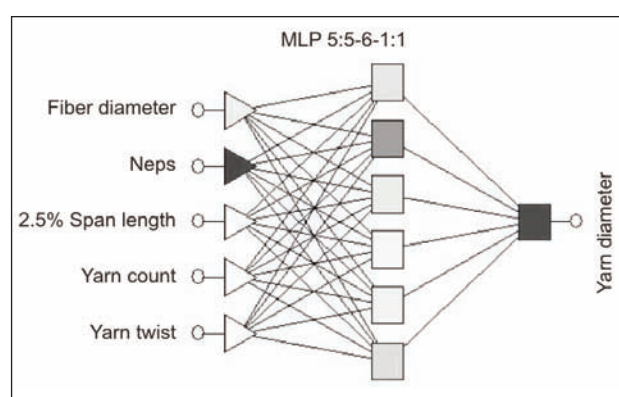 MLP 5:5-6-1:1
Fiber diameter
Neps
2.5% Span length
Yarn count
Yarn twist
Yarn diameter